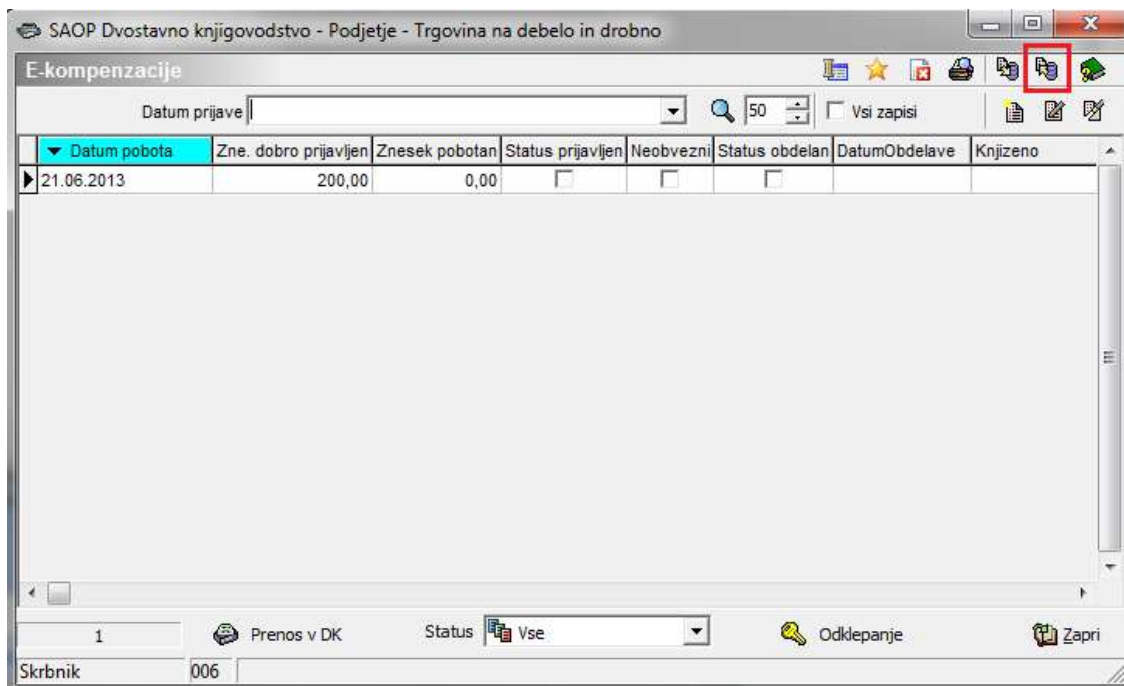 SAOP Dvostavno knjigovodstvo - Podjetje - Trgovina na debelo in drobno
E-kompenzacije
Datum prijave 50 Vsi zapisi
Datum pobota Zne. dobro prijavljen Znesek pobotan Status prijavljen Neobvezni Status obdelan DatumObdelave Knjizeno
21.06.2013 200,00 0,00
1 Prenos v DK Status Vse Odklepanje Zapri
Skrbnik 006